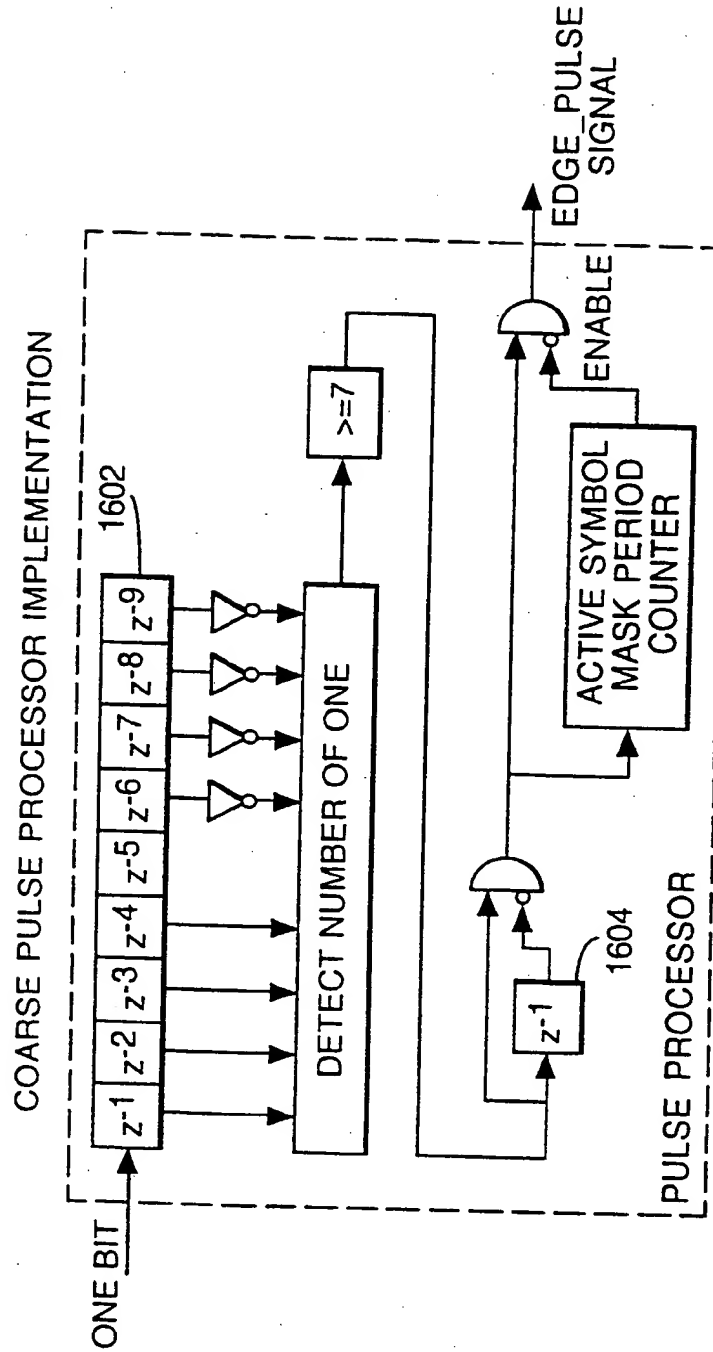 COARSE PULSE PROCESSOR IMPLEMENTATION
ONE BIT
z-1 z-2 z-3 z-4 z-5 z-6 z-7 z-8 z-9
1602
DETECT NUMBER OF ONE
>=7
z-1
1604
ACTIVE SYMBOL
MASK PERIOD
COUNTER
ENABLE
EDGE_PULSE
SIGNAL
PULSE PROCESSOR